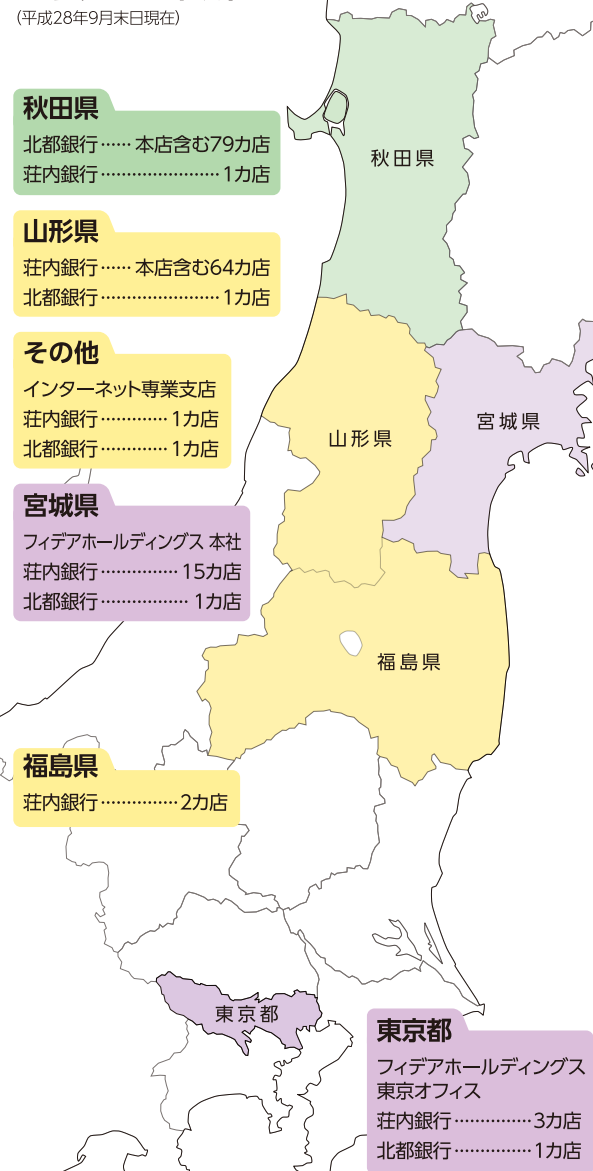 (平成28年9月末日現在)
秋田県
北都銀行……本店含む79カ店
荘内銀行……………………1カ店
山形県
荘内銀行……本店含む64カ店
北都銀行……………………1カ店
その他
インターネット専業支店
荘内銀行…………1カ店
北都銀行…………1カ店
宮城県
フィデアホールディングス 本社
荘内銀行……………15カ店
北都銀行………………1カ店
福島県
荘内銀行……………2カ店
東京都
フィデアホールディングス
東京オフィス
荘内銀行……………3カ店
北都銀行……………1カ店
秋田県
山形県
宮城県
福島県
東京都